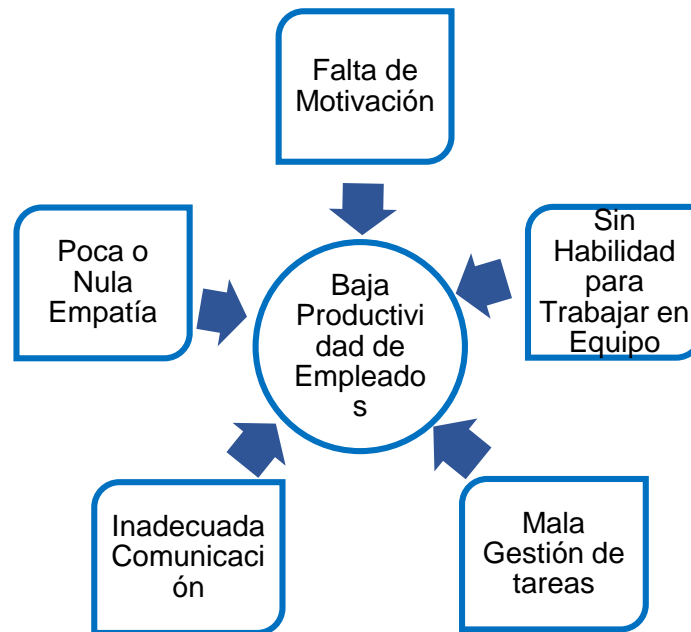 Falta de
Motivación
Poca o
Nula
Empatía
Sin
Habilidad
para
Trabajar en
Equipo
Baja
Productivi
dad de
Empleado
s
Inadecuada
Comunicaci
ón
Mala
Gestión de
tareas